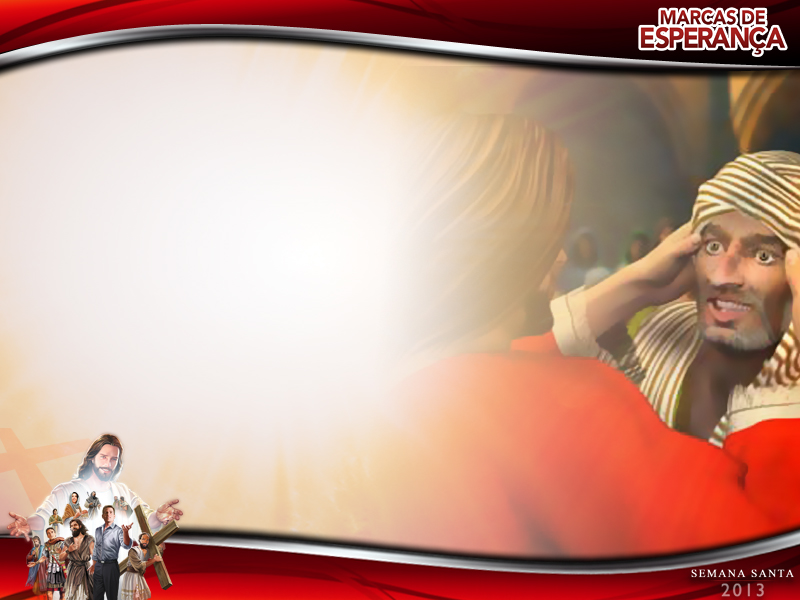 MARCAS DE
ESPERANÇA
SEMANA SANTA
2013